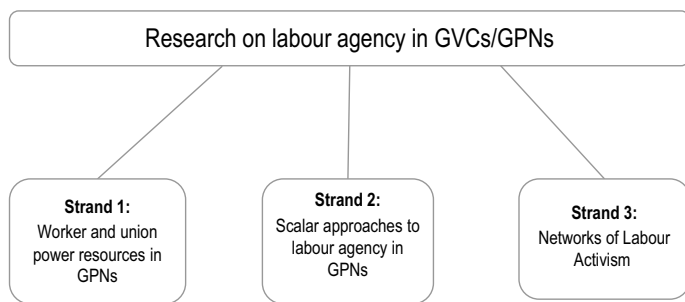 Research on labour agency in GVCs/GPNs
Strand 1:
Worker and union
power resources in
GPNs
Strand 2:
Scalar approaches to
labour agency in
GPNs
Strand 3:
Networks of Labour
Activism